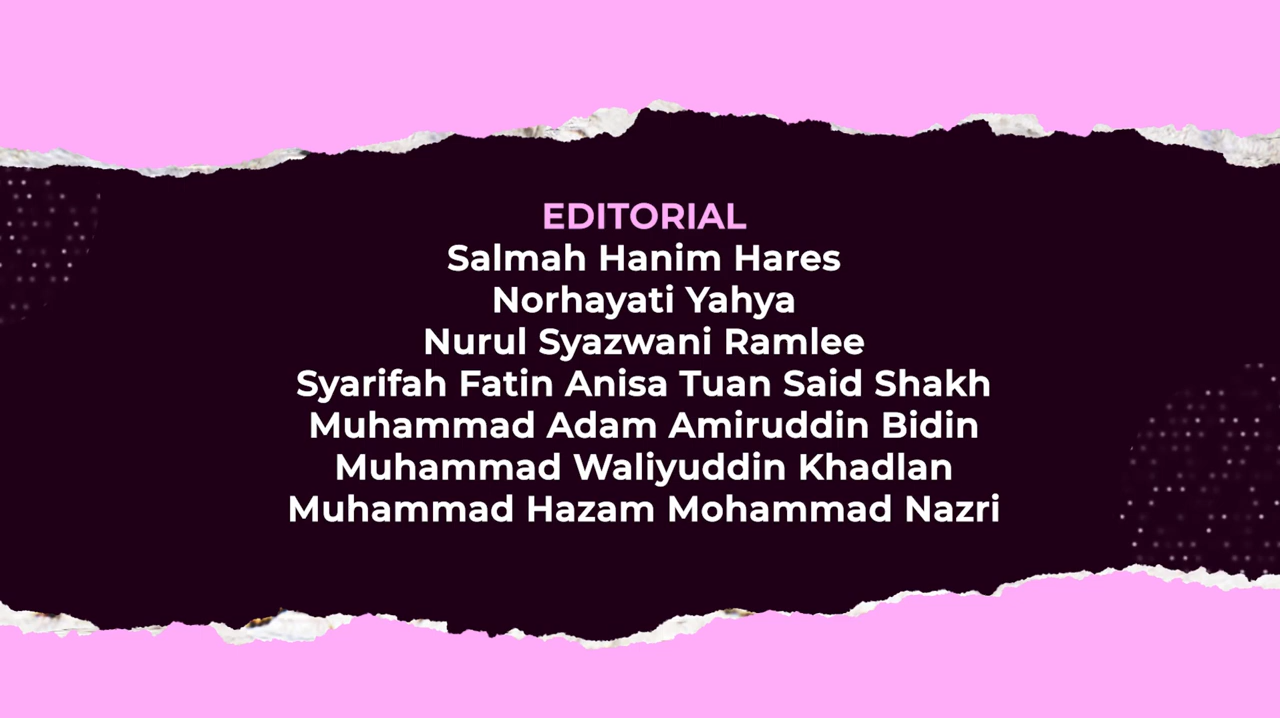 EDITORIAL
Salmah Hanim Hares
Norhayati Yahya
Nurul Syazwani Ramlee
Syarifah Fatin Anisa Tuan Said Shakh
Muhammad Adam Amiruddin Bidin
Muhammad Waliyuddin Khadlan
Muhammad Hazam Mohammad Nazri